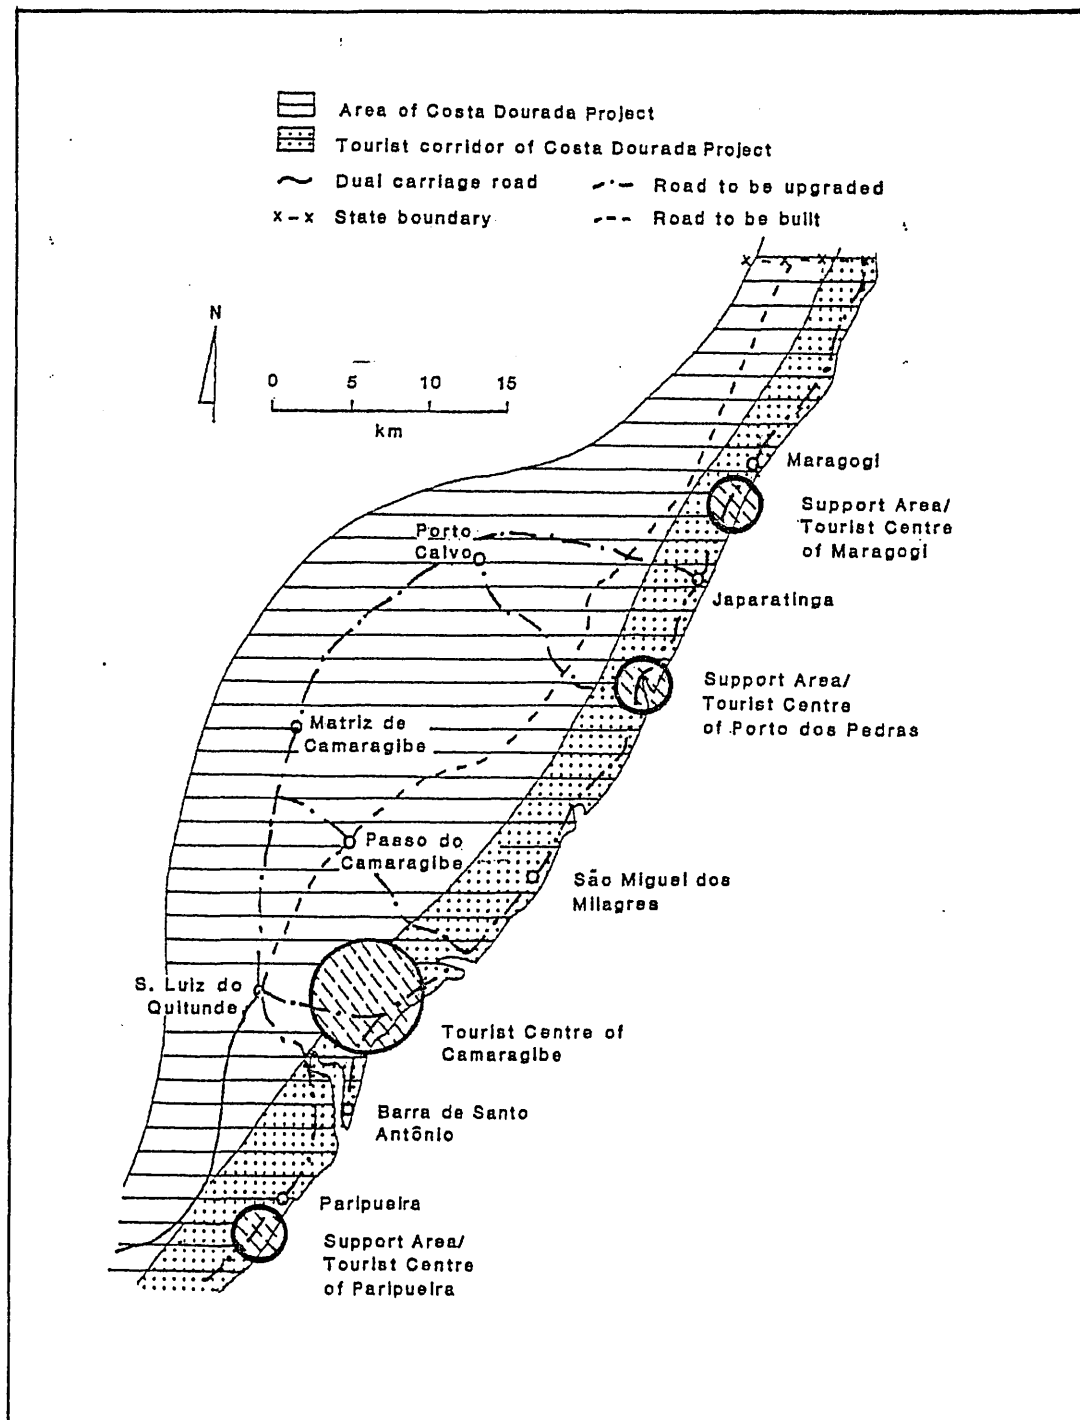 Area of Costa Dourada Project
Tourist corridor of Costa Dourada Project
Dual carriage road
Road to be upgraded
x-x State boundary
Road to be built
N
0 5 10 15
km
Maragogi
Support Area/
Tourist Centre
of Maragogi
Porto
Calvo
Japaratinga
Support Area/
Tourist Centre
of Porto dos Pedras
Matriz de
Camaragibe
Passo do
Camaragibe
São Miguel dos
Milagres
S. Luiz do
Quitunde
Tourist Centre of
Camaragibe
Barra de Santo
Antônio
Paripueira
Support Area/
Tourist Centre
of Paripueira